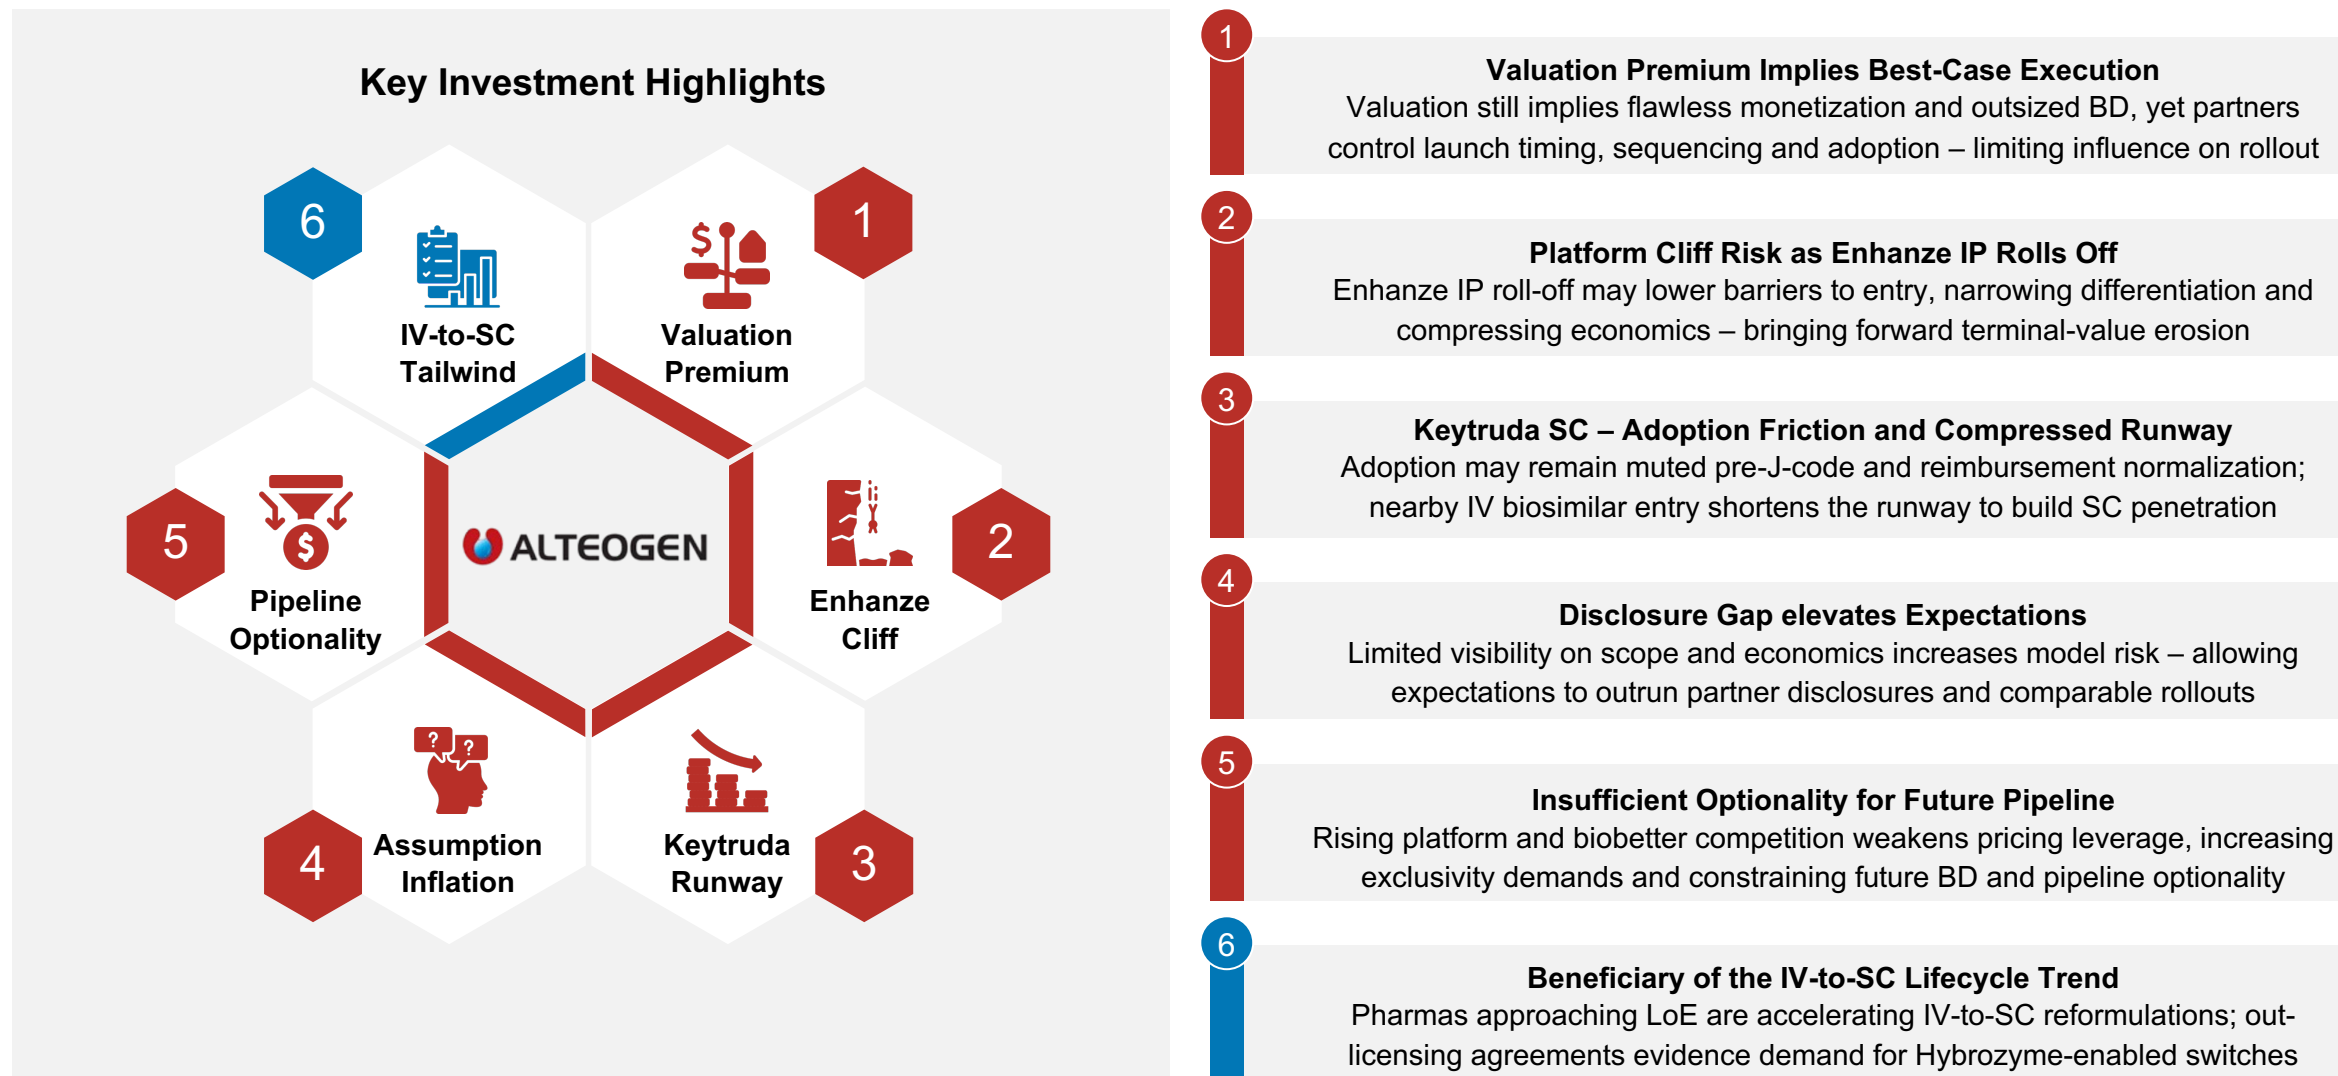 Key Investment Highlights
6
IV-to-SC
Tailwind
$
Valuation
Premium
1
5
$
Pipeline
Optionality
ALTEOGEN
Enhanze
Cliff
2
4
? ?
Assumption
Inflation
Keytruda
Runway
3
1
Valuation Premium Implies Best-Case Execution
Valuation still implies flawless monetization and outsized BD, yet partners
control launch timing, sequencing and adoption – limiting influence on rollout
2
Platform Cliff Risk as Enhanze IP Rolls Off
Enhanze IP roll-off may lower barriers to entry, narrowing differentiation and
compressing economics – bringing forward terminal-value erosion
3
Keytruda SC – Adoption Friction and Compressed Runway
Adoption may remain muted pre-J-code and reimbursement normalization;
nearby IV biosimilar entry shortens the runway to build SC penetration
4
Disclosure Gap elevates Expectations
Limited visibility on scope and economics increases model risk – allowing
expectations to outrun partner disclosures and comparable rollouts
5
Insufficient Optionality for Future Pipeline
Rising platform and biobetter competition weakens pricing leverage, increasing
exclusivity demands and constraining future BD and pipeline optionality
6
Beneficiary of the IV-to-SC Lifecycle Trend
Pharmas approaching LoE are accelerating IV-to-SC reformulations; out-
licensing agreements evidence demand for Hybrozyme-enabled switches